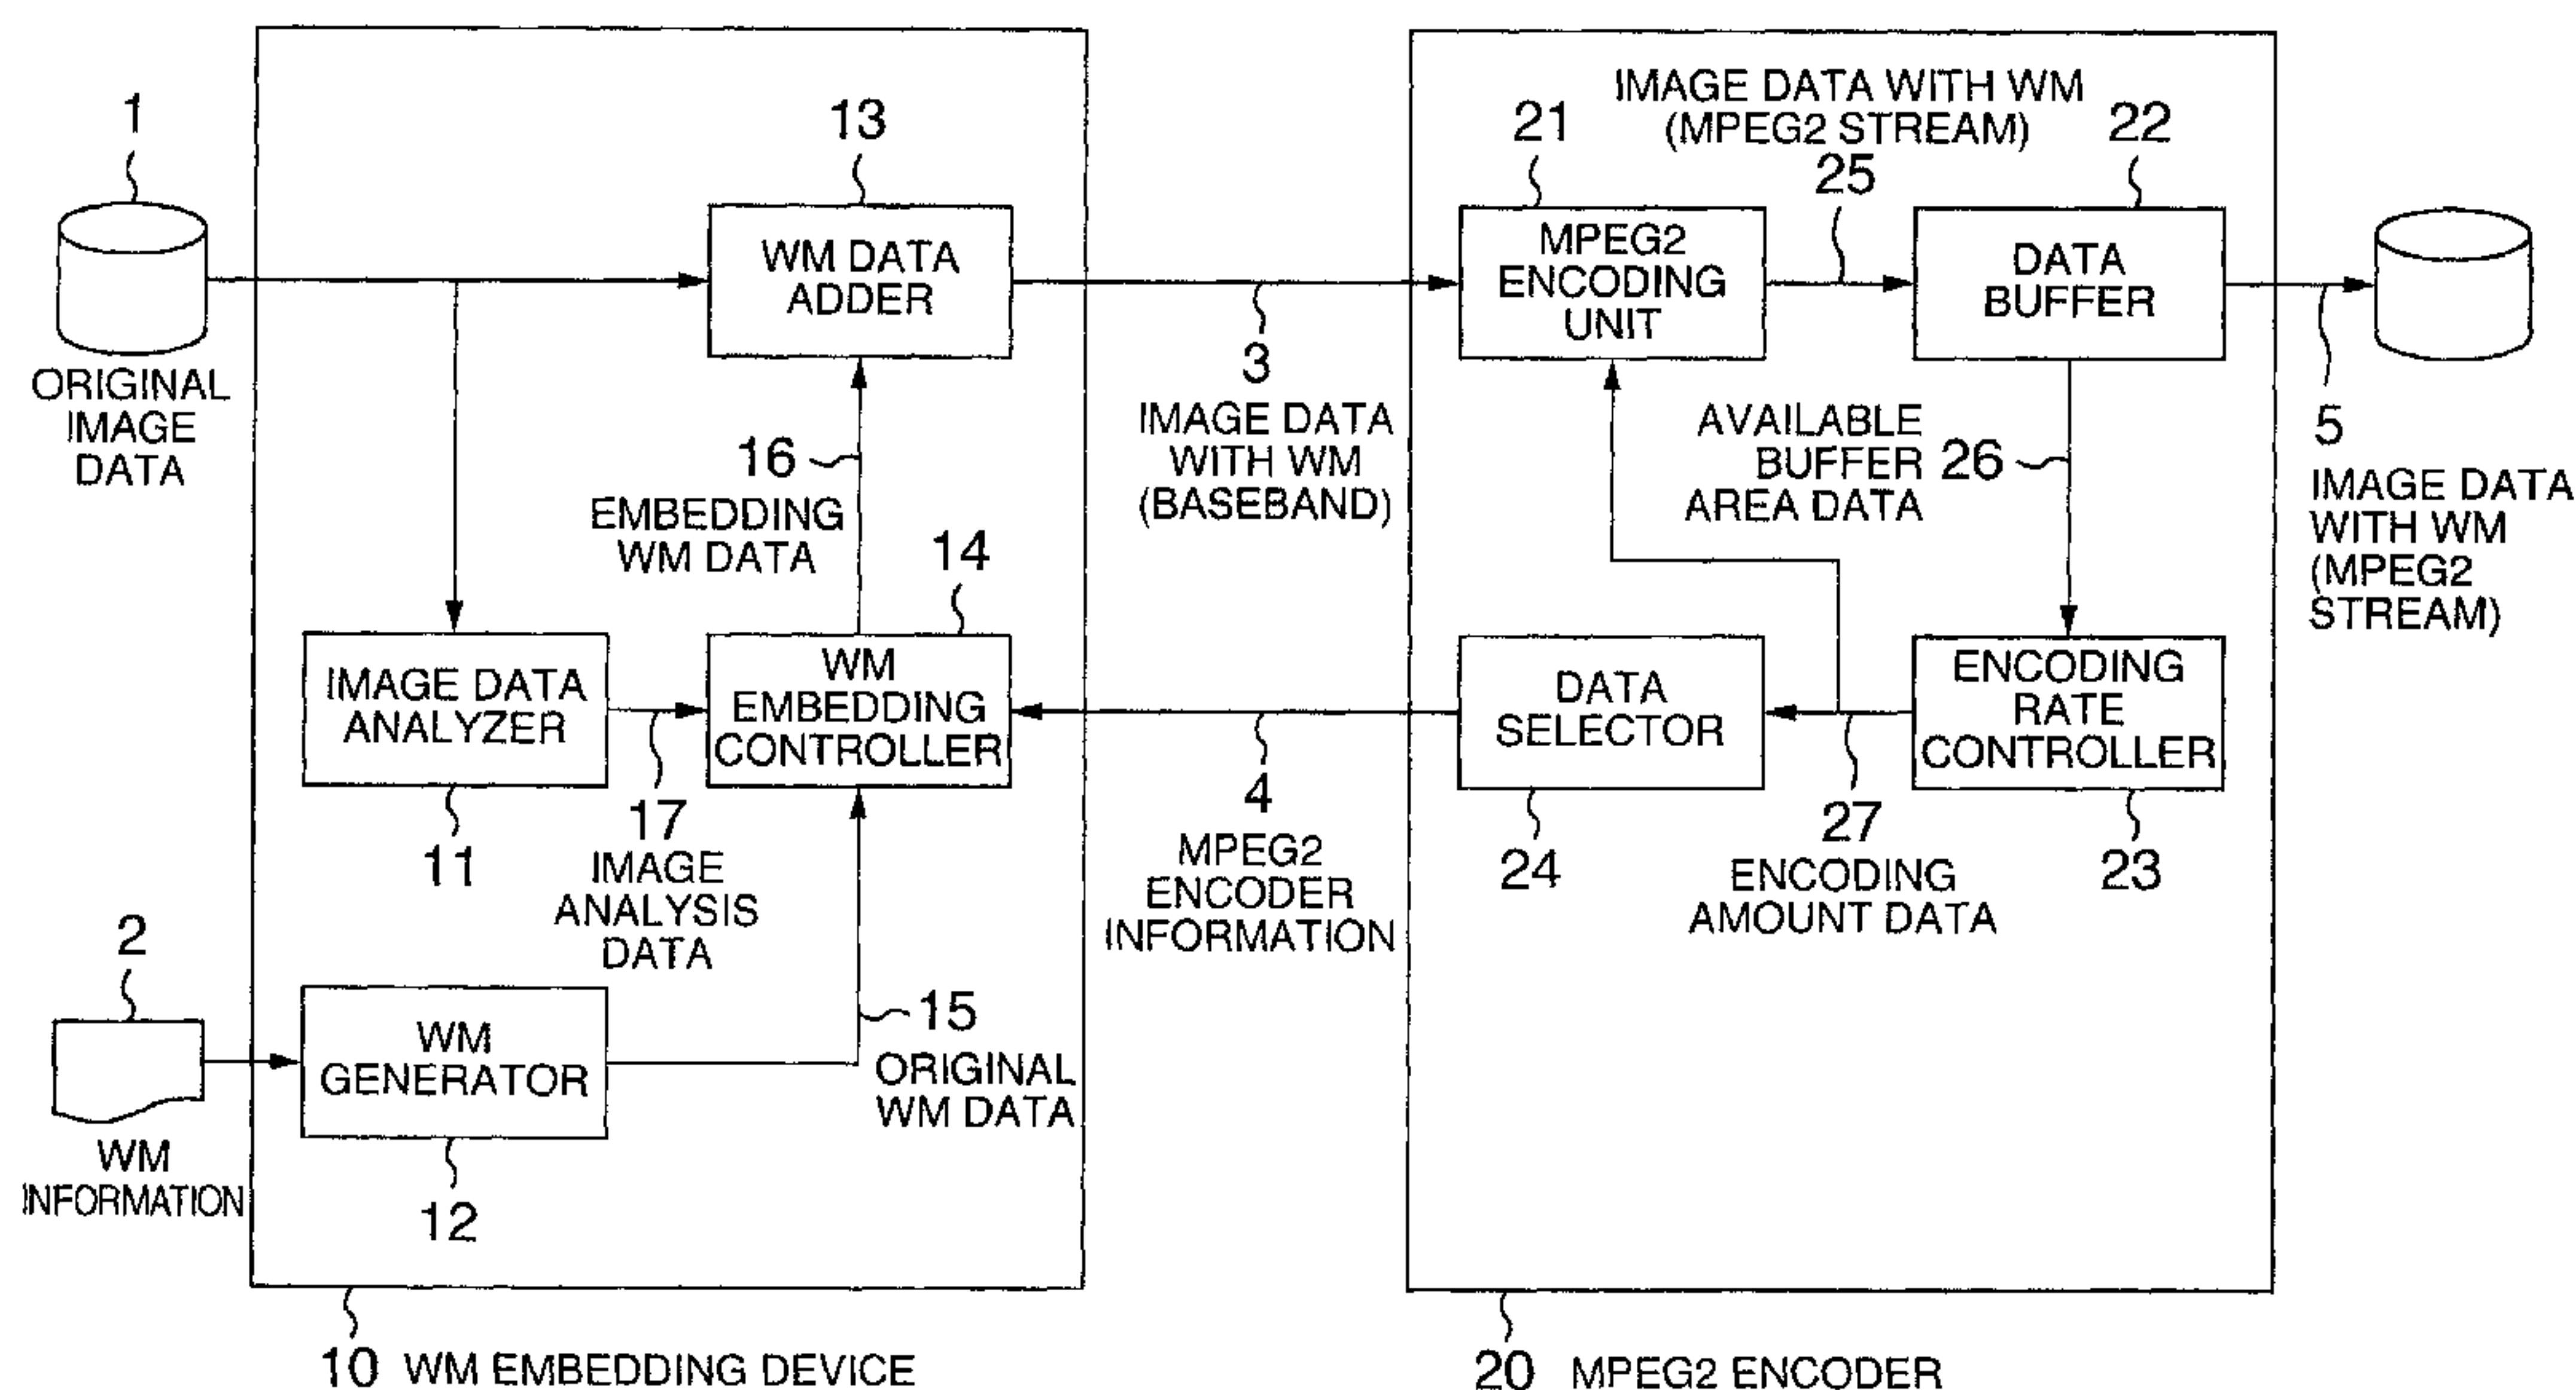 1
ORIGINAL
IMAGE
DATA
2
WM
INFORMATION
13
WM DATA
ADDER
16
EMBEDDING
WM DATA
14
WM
EMBEDDING
CONTROLLER
IMAGE DATA
ANALYZER
11
17
IMAGE
ANALYSIS
DATA
WM
GENERATOR
12
15
ORIGINAL
WM DATA
10 WM EMBEDDING DEVICE
3
IMAGE DATA
WITH WM
(BASEBAND)
4
MPEG2
ENCODER
INFORMATION
IMAGE DATA WITH WM
(MPEG2 STREAM)
21
25
22
MPEG2
ENCODING
UNIT
DATA
BUFFER
AVAILABLE
BUFFER
AREA DATA
26
DATA
SELECTOR
24
ENCODING
RATE
CONTROLLER
23
27
ENCODING
AMOUNT DATA
5
IMAGE DATA
WITH WM
(MPEG2
STREAM)
20 MPEG2 ENCODER